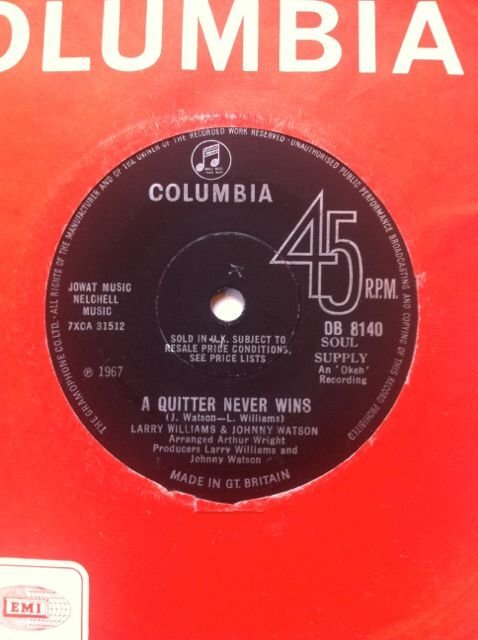 COLUMBIA
THE GRAMOPHONE CO. LTD. · ALL RIGHTS OF THE MANUFACTURER AND OF THE OWNER OF THE RECORDED WORK RESERVED · UNAUTHORISED PUBLIC PERFORMANCE BROADCASTING AND COPYING OF THIS RECORD PROHIBITED
COLUMBIA
45
R.P.M.
JOWAT MUSIC
NELCHELL
MUSIC
7XCA 31512
DB 8140
SOUL
SUPPLY
An 'Okeh'
Recording
SOLD IN U.K. SUBJECT TO
RESALE PRICE CONDITIONS,
SEE PRICE LISTS
℗ 1967
A QUITTER NEVER WINS
(J. Watson—L. Williams)
LARRY WILLIAMS & JOHNNY WATSON
Arranged Arthur Wright
Producers Larry Williams and
Johnny Watson
MADE IN GT. BRITAIN
EMI